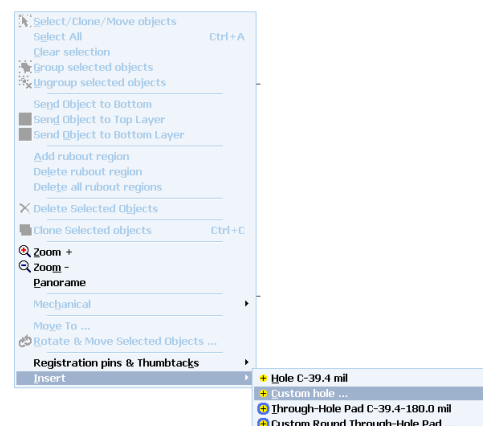 Select/Clone/Move objects
Select All Ctrl+A
Clear selection
Group selected objects
Ungroup selected objects
Send Object to Bottom
Send Object to Top Layer
Send Object to Bottom Layer
Add rubout region
Delete rubout region
Delete all rubout regions
Delete Selected Objects
Clone Selected objects Ctrl+C
Zoom +
Zoom -
Panorame
Mechanical
Move To ...
Rotate & Move Selected Objects ...
Registration pins & Thumbtacks
Insert
Hole C-39.4 mil
Custom hole ...
Through-Hole Pad C-39.4-180.0 mil
Custom Round Through-Hole Pad ...